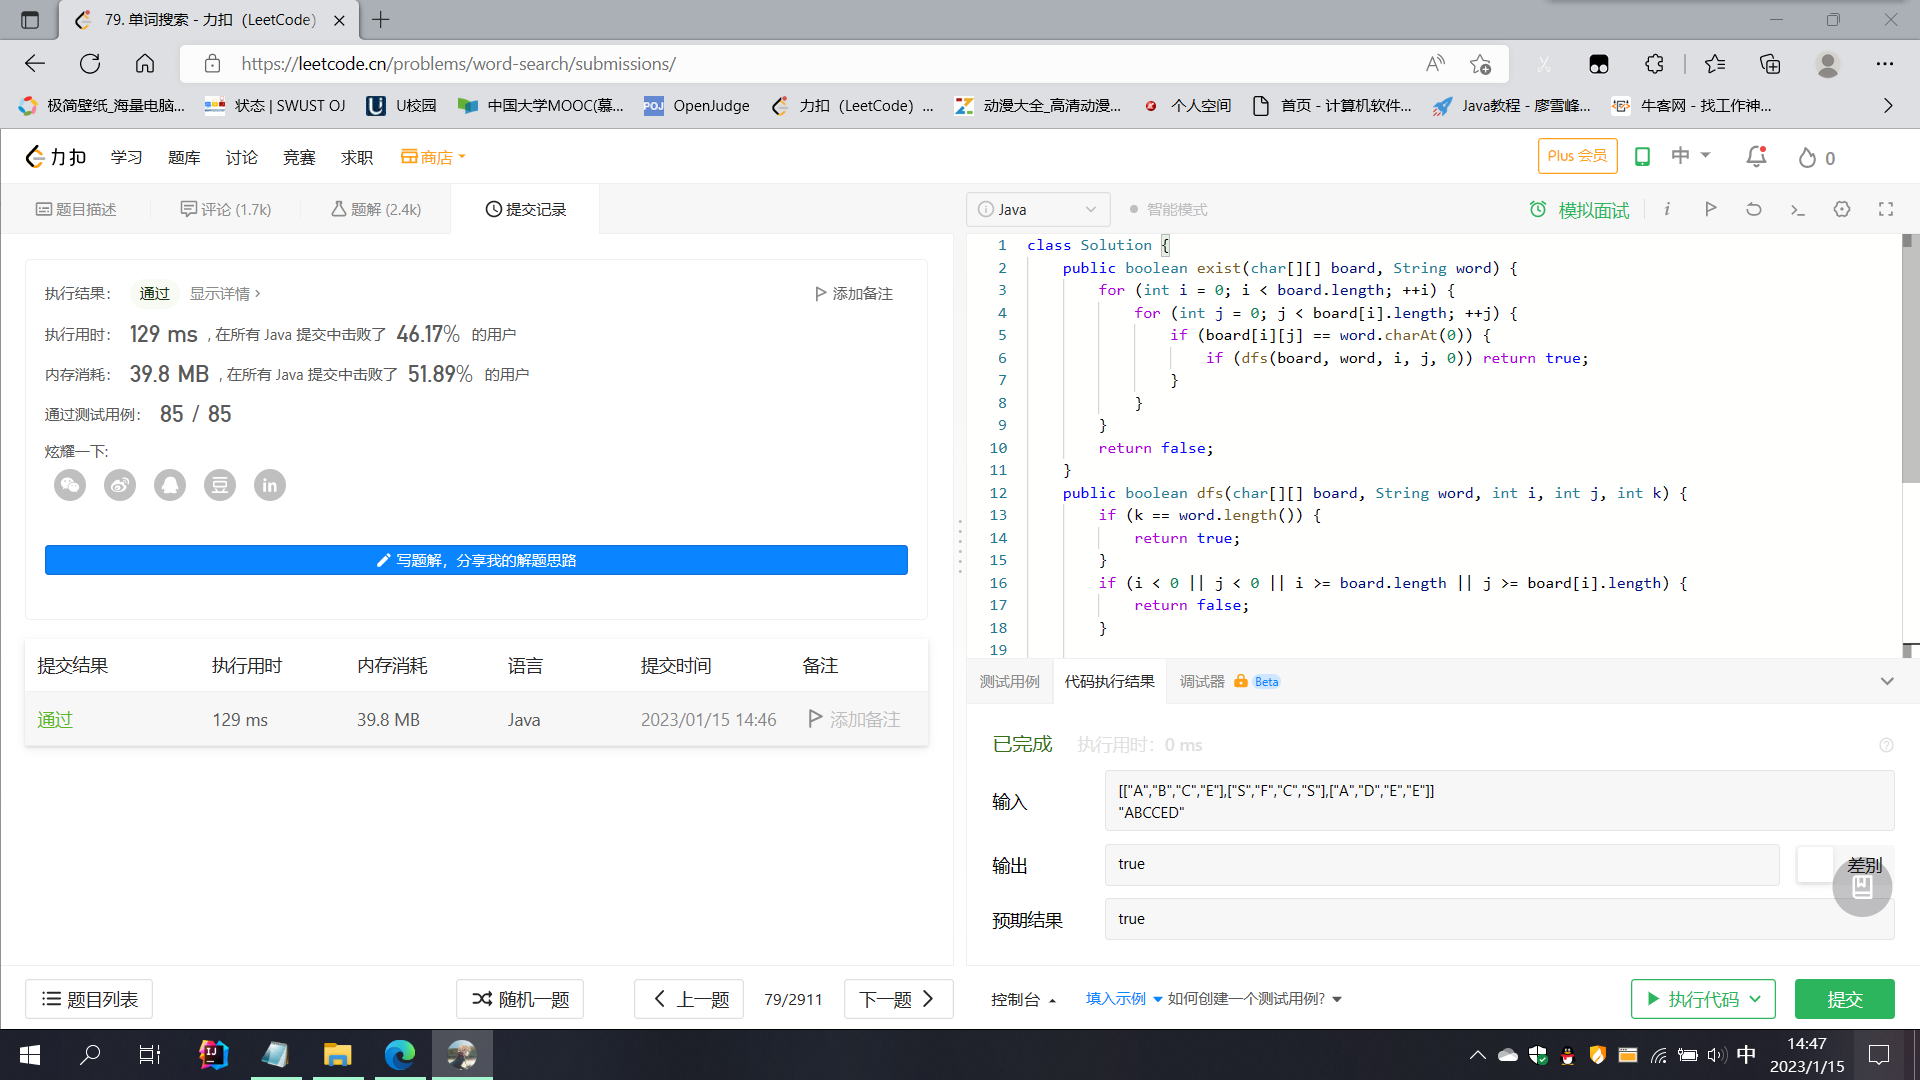 79. 单词搜索 - 力扣（LeetCode）
https://leetcode.cn/problems/word-search/submissions/
极简壁纸_海量电脑... 状态 | SWUST OJ U校园 中国大学MOOC(慕... POJ OpenJudge 力扣（LeetCode）... 动漫大全_高清动漫... 个人空间 首页 - 计算机软件... Java教程 - 廖雪峰... 牛客网 - 找工作神...
力扣 学习 题库 讨论 竞赛 求职 商店 Plus 会员 中 0
题目描述 评论 (1.7k) 题解 (2.4k) 提交记录
执行结果： 通过 显示详情 > 添加备注
执行用时： 129 ms , 在所有 Java 提交中击败了 46.17% 的用户
内存消耗： 39.8 MB , 在所有 Java 提交中击败了 51.89% 的用户
通过测试用例： 85 / 85
炫耀一下:
豆 in
写题解，分享我的解题思路
提交结果 执行用时 内存消耗 语言 提交时间 备注
通过 129 ms 39.8 MB Java 2023/01/15 14:46 添加备注
题目列表 随机一题 上一题 79/2911 下一题
Java 智能模式 模拟面试 i
1 class Solution {
2 public boolean exist(char[][] board, String word) {
3 for (int i = 0; i < board.length; ++i) {
4 for (int j = 0; j < board[i].length; ++j) {
5 if (board[i][j] == word.charAt(0)) {
6 if (dfs(board, word, i, j, 0)) return true;
7 }
8 }
9 }
10 return false;
11 }
12 public boolean dfs(char[][] board, String word, int i, int j, int k) {
13 if (k == word.length()) {
14 return true;
15 }
16 if (i < 0 || j < 0 || i >= board.length || j >= board[i].length) {
17 return false;
18 }
19
测试用例 代码执行结果 调试器 Beta
已完成 执行用时：0 ms
输入
[["A","B","C","E"],["S","F","C","S"],["A","D","E","E"]]
"ABCCED"
输出 true 差别
预期结果 true
控制台 填入示例 如何创建一个测试用例? 执行代码 提交
中 14:47
2023/1/15